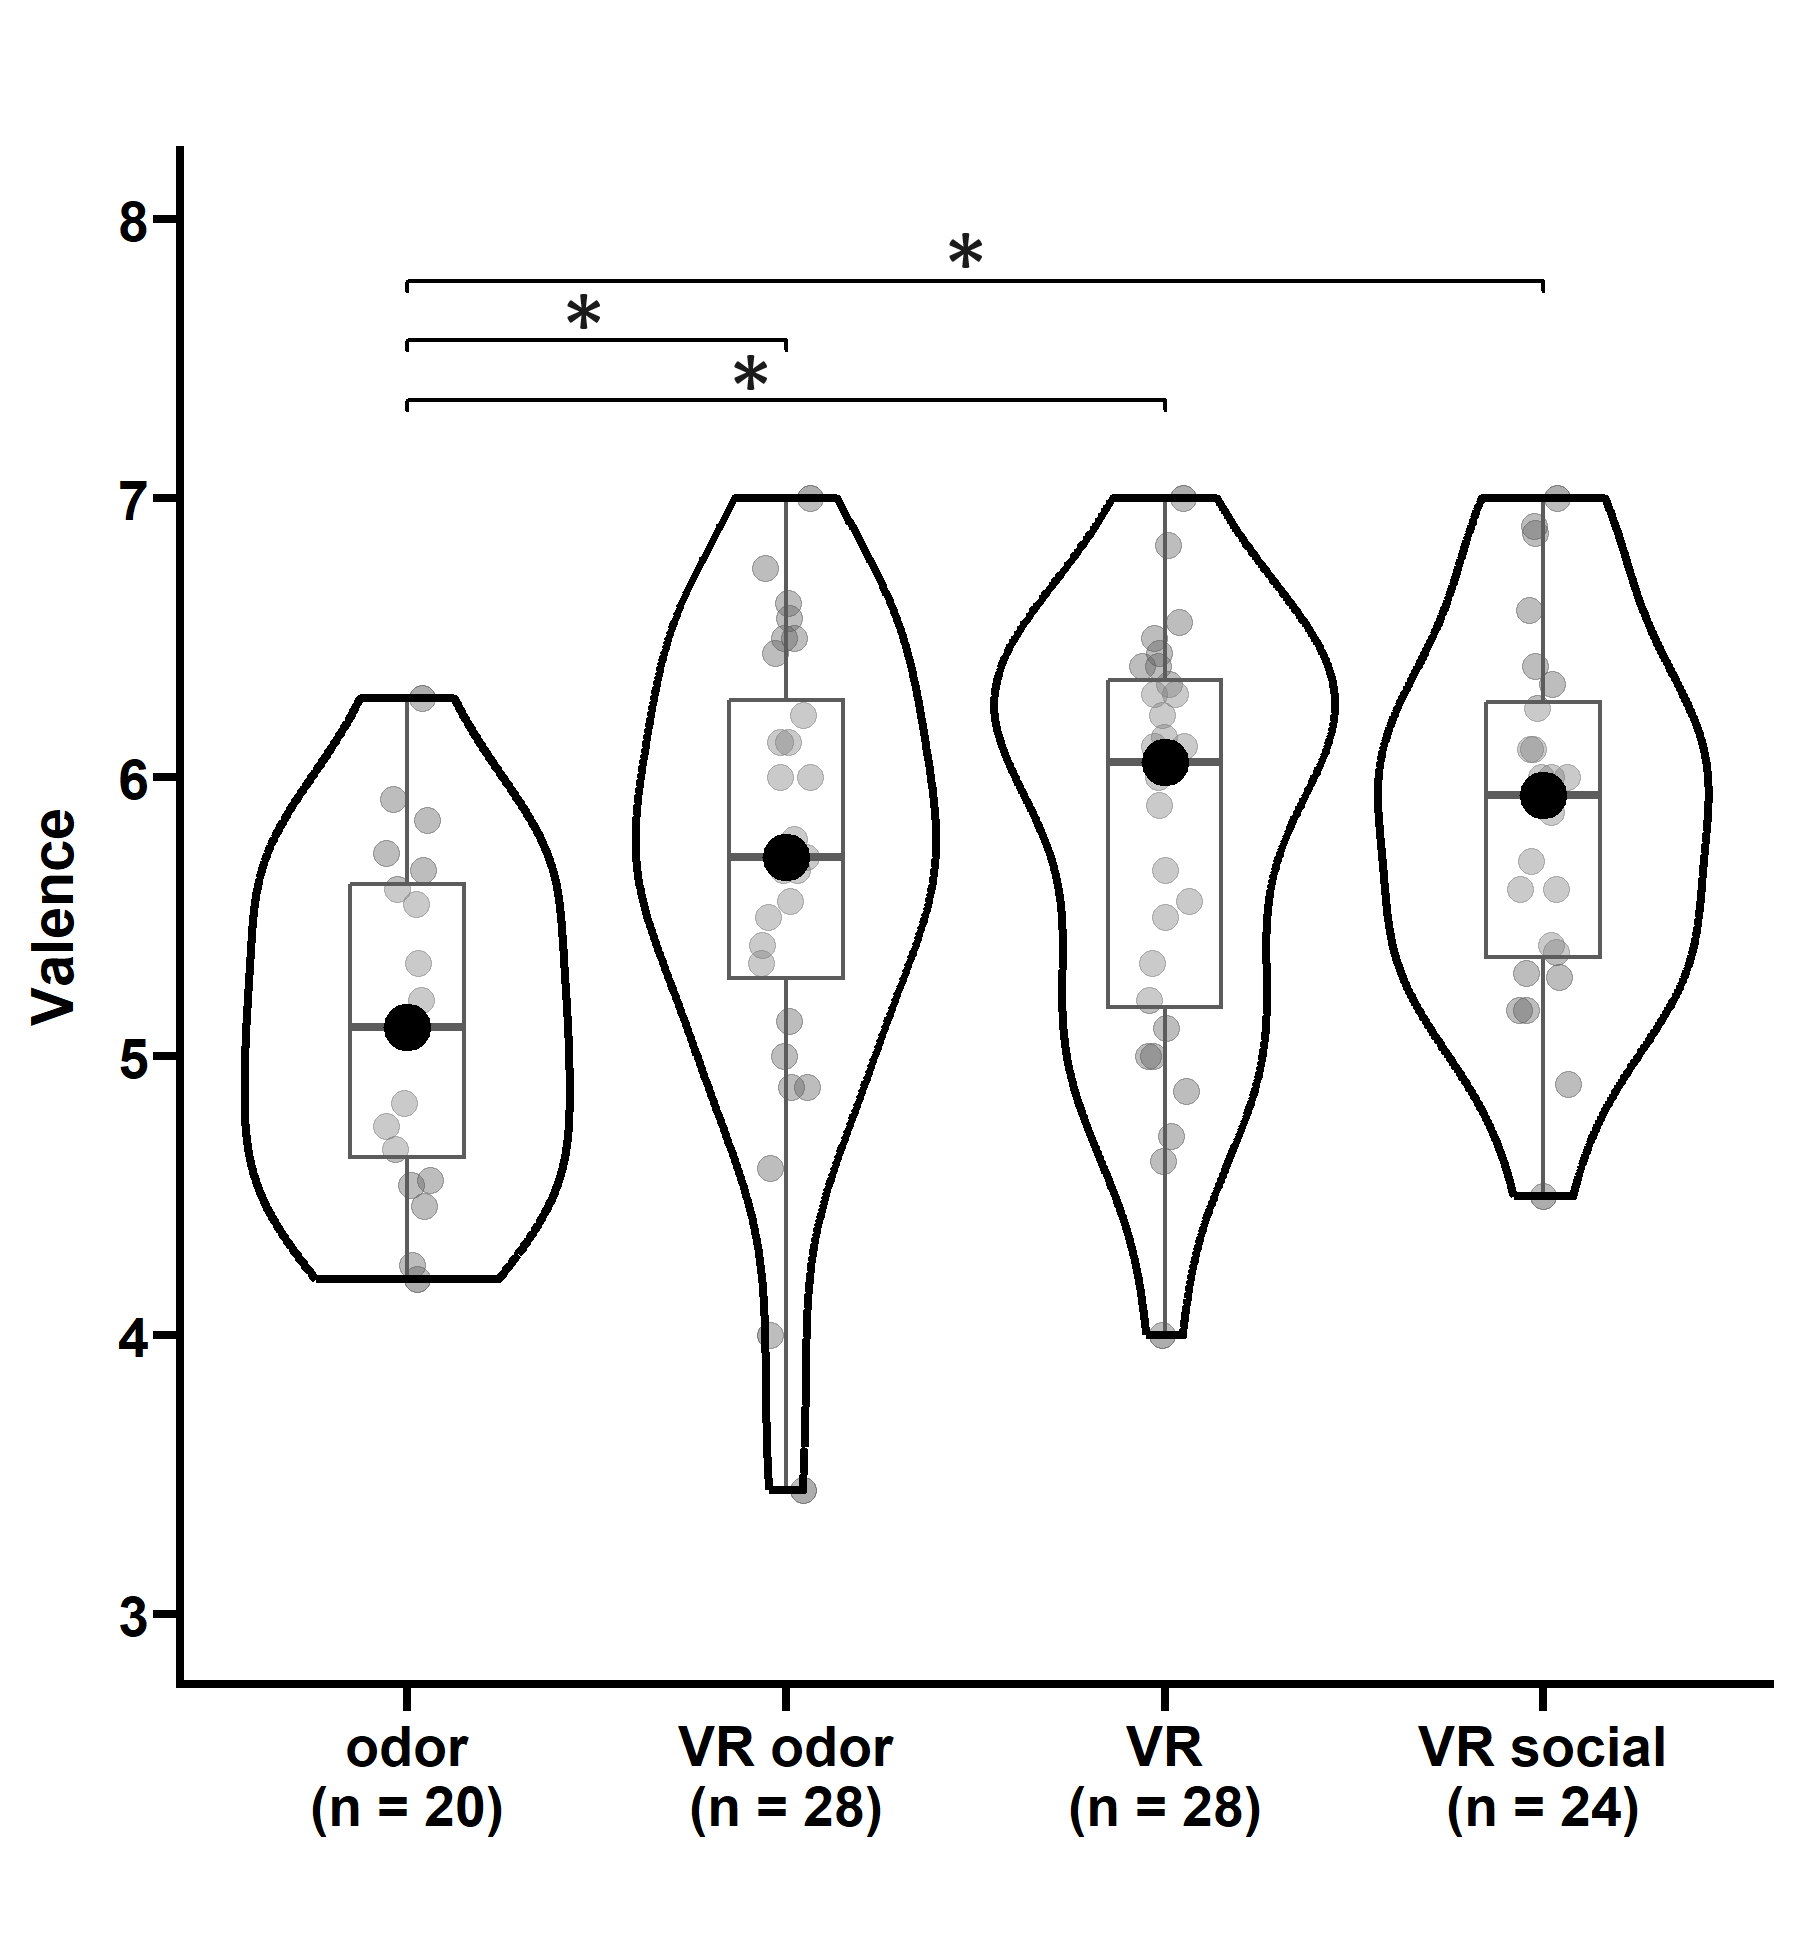 Valence
8
7
6
5
4
3
*
*
*
odor
(n = 20)
VR odor
(n = 28)
VR
(n = 28)
VR social
(n = 24)